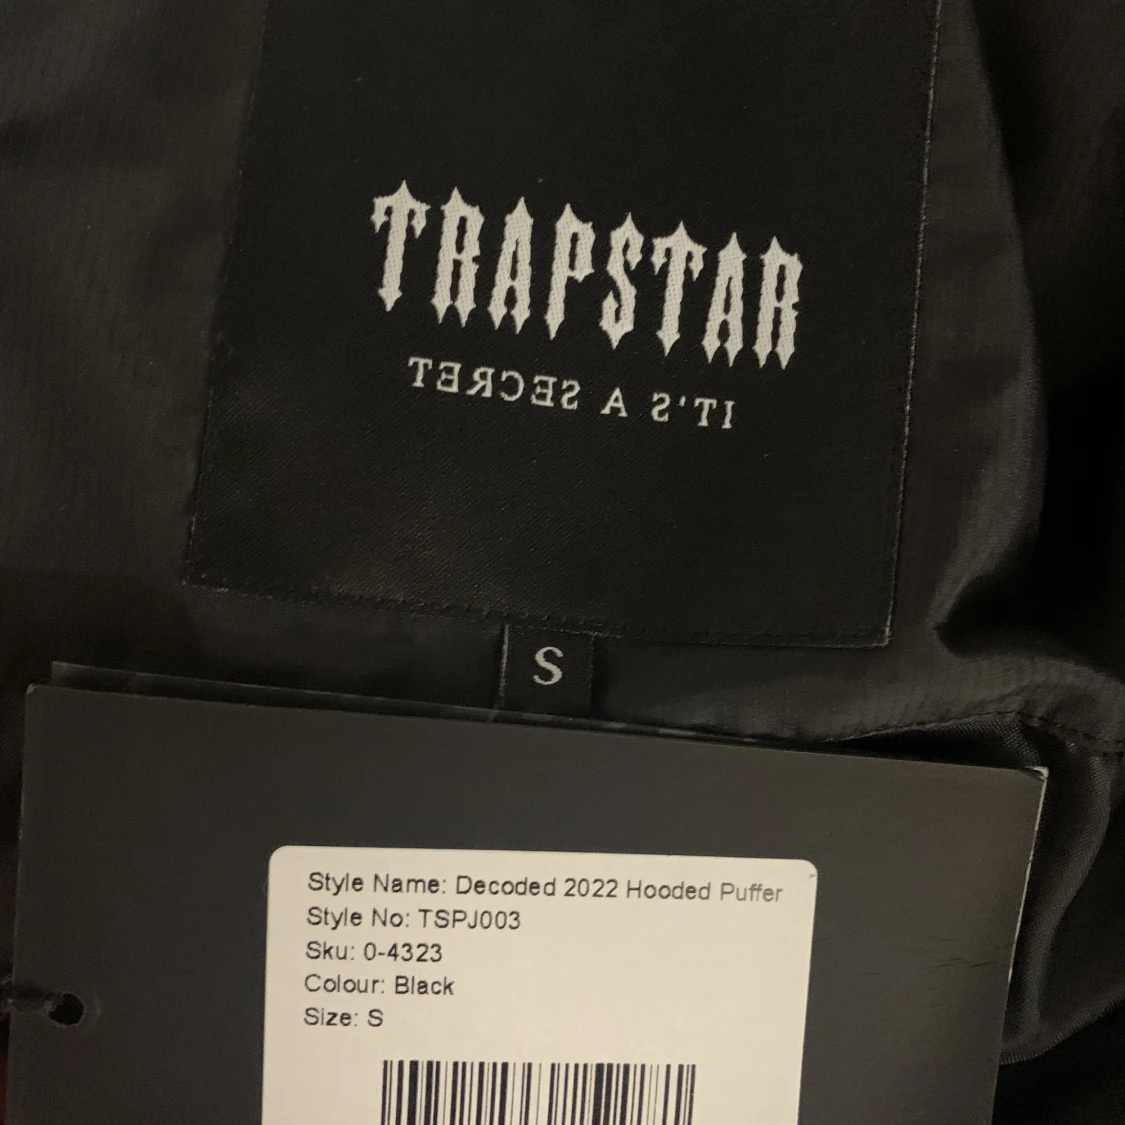 TRAPSTAR
IT'S A SECRET
S
Style Name: Decoded 2022 Hooded Puffer
Style No: TSPJ003
Sku: 0-4323
Colour: Black
Size: S